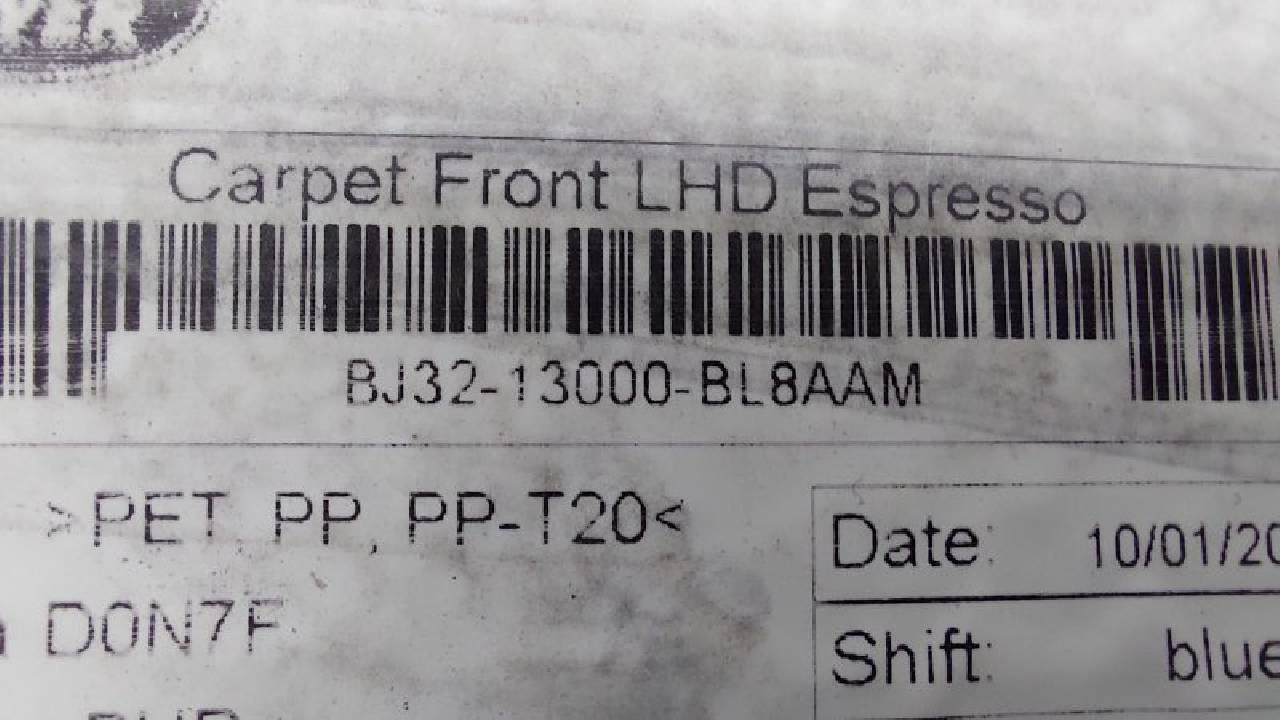 Carpet Front LHD Espresso
BJ32-13000-BL8AAM
>PET, PP, PP-T20<
Date: 10/01/20
D0N7F
Shift: blue